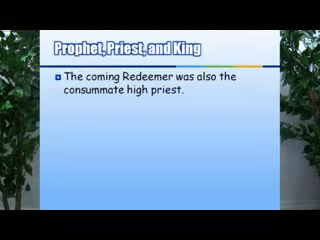 Prophet, Priest, and King
The coming Redeemer was also the
consummate high priest.